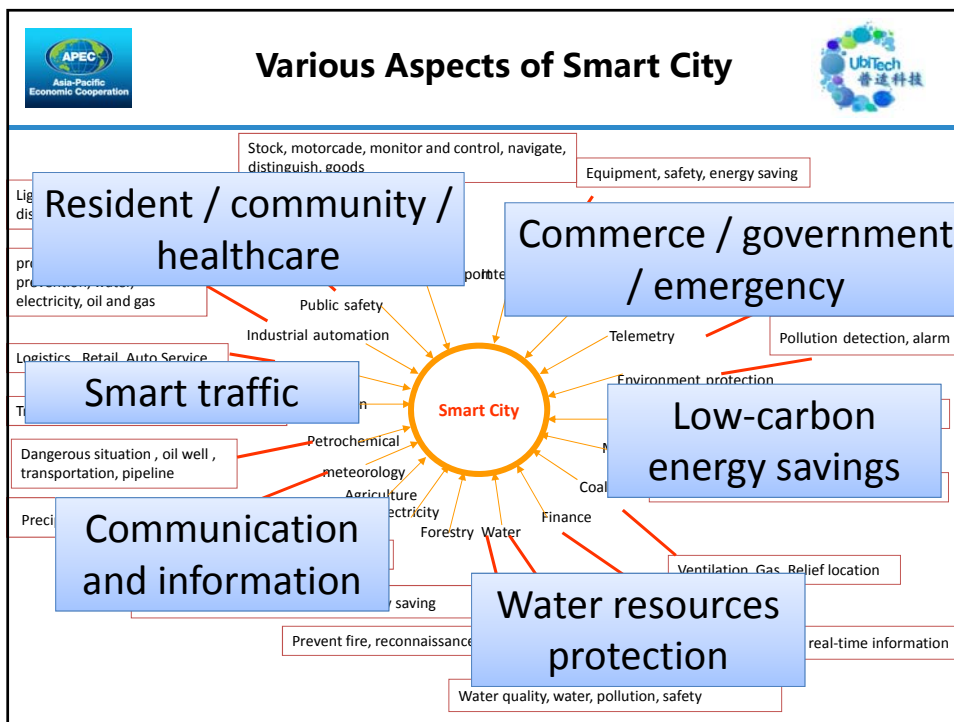 APEC
Asia-Pacific
Economic Cooperation
Various Aspects of Smart City
UbiTech
普适科技
Stock, motorcade, monitor and control, navigate,
distinguish, goods
Equipment, safety, energy saving
Resident / community /
healthcare
Commerce / government
/ emergency
electricity, oil and gas
Public safety
Industrial automation
Telemetry
Pollution detection, alarm
Logistics , Retail, Auto Service
Environment protection
Smart traffic
Smart City
Low-carbon
energy savings
Petrochemical
Dangerous situation , oil well ,
transportation, pipeline
meteorology
Agriculture
Coal
Forestry
Water
Finance
Communication
and information
Ventilation, Gas, Relief location
saving
Water resources
protection
Prevent fire, reconnaissance
real-time information
Water quality, water, pollution, safety